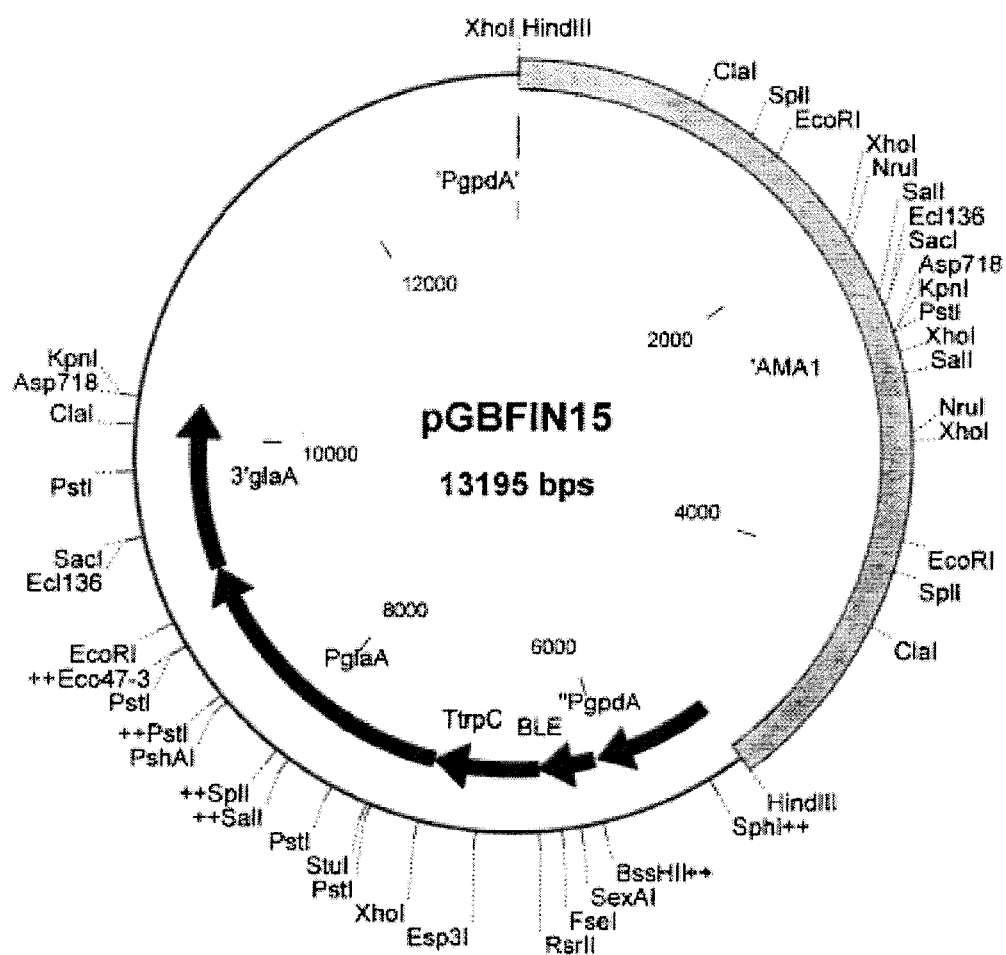 XhoI HindIII
ClaI
SplI
EcoRI
XhoI
NruI
SalI
Ecl136
SacI
Asp718
KpnI
PstI
XhoI
SalI
NruI
XhoI
EcoRI
SplI
ClaI
HindIII
SphI++
BssHII++
SexAI
FseI
RsrII
Esp3I
XhoI
PstI
StuI
PstI
++SalI
++SplI
PshAI
++PstI
PstI
++Eco47-3
EcoRI
Ecl136
SacI
PstI
ClaI
Asp718
KpnI
'PgpdA'
12000
2000
'AMA1
pGBFIN15
13195 bps
10000
3'glaA
4000
8000
6000
PglaA
"PgpdA
TtrpC
BLE